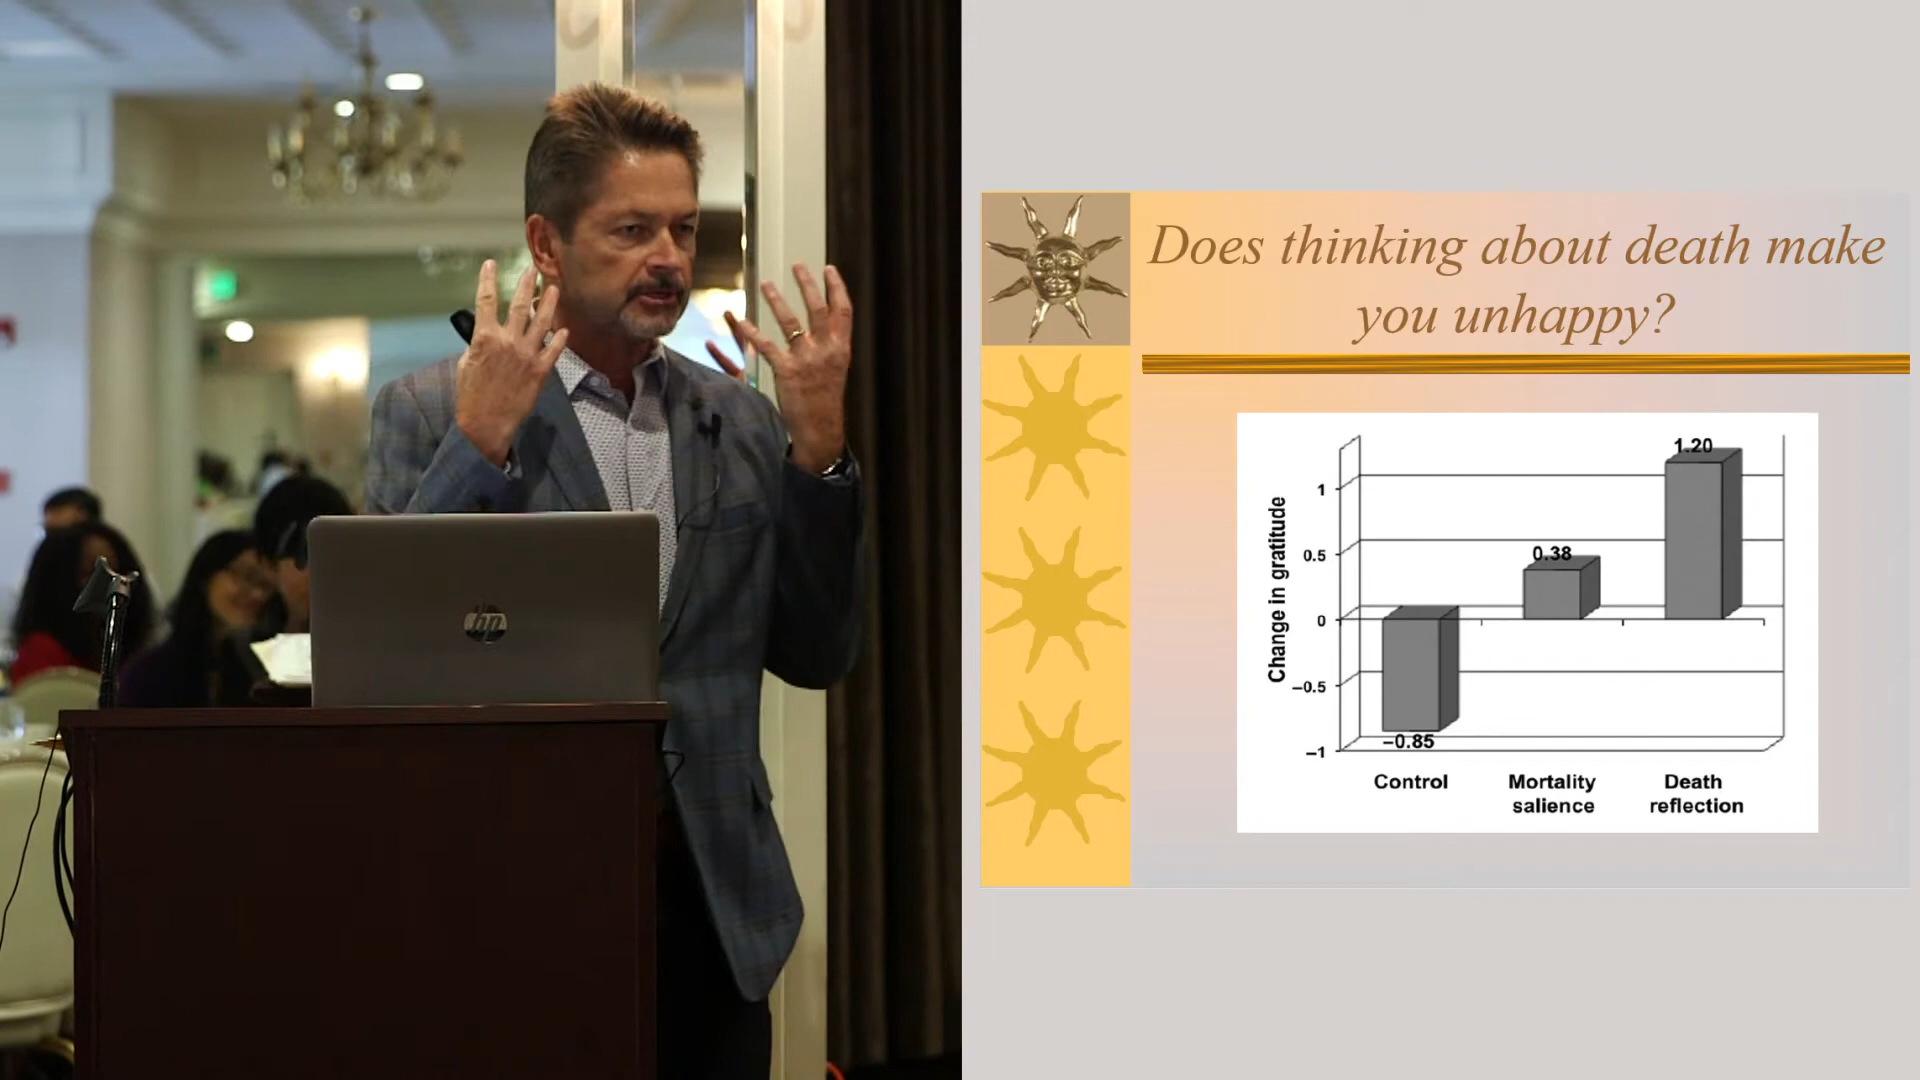 Does thinking about death make
you unhappy?
Change in gratitude
1
0.5
0
–0.5
–1
–0.85
0.38
1.20
Control
Mortality
salience
Death
reflection
hp